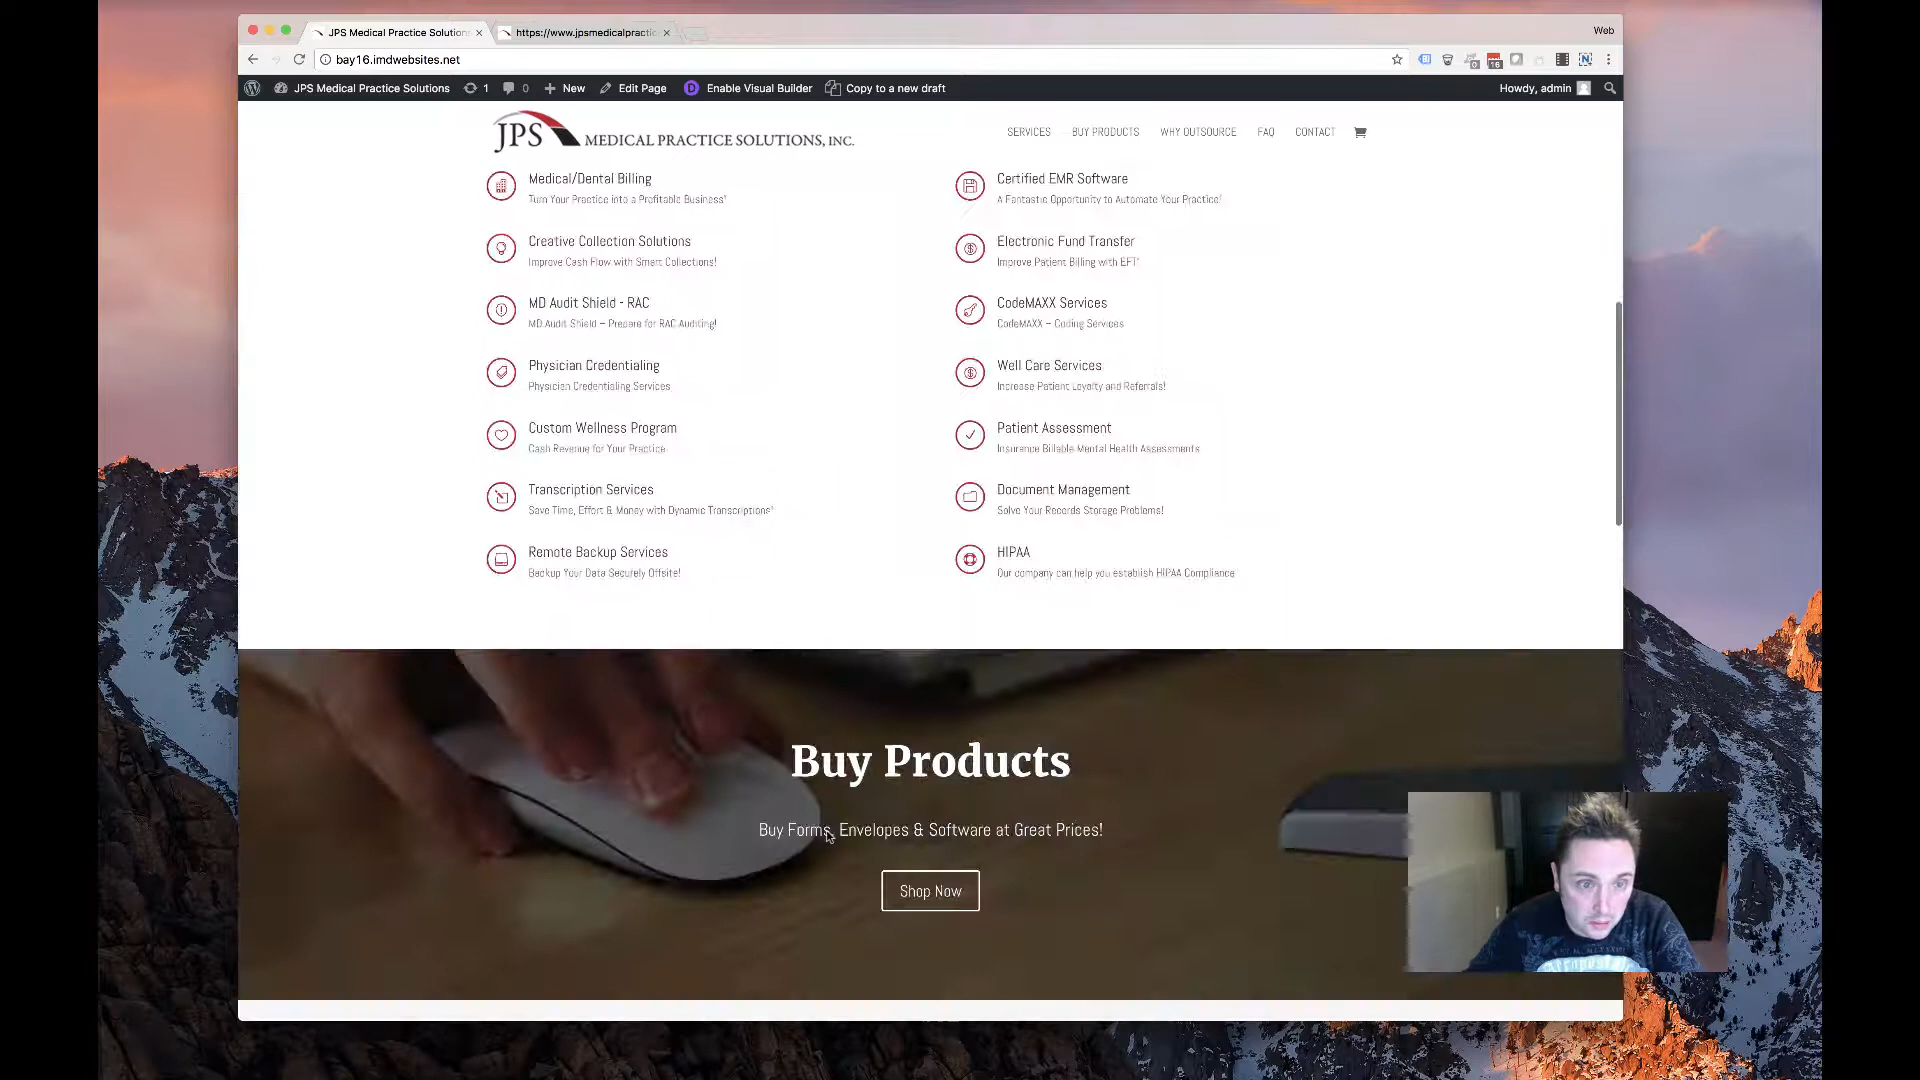 JPS Medical Practice Solutions
https://www.jpsmedicalpractic
Web
bay16.imdwebsites.net
0
16
JPS Medical Practice Solutions
1
0
New
Edit Page
Enable Visual Builder
Copy to a new draft
Howdy, admin
JPS MEDICAL PRACTICE SOLUTIONS, INC.
SERVICES
BUY PRODUCTS
WHY OUTSOURCE
FAQ
CONTACT
Medical/Dental Billing
Turn Your Practice into a Profitable Business!
Certified EMR Software
A Fantastic Opportunity to Automate Your Practice!
Creative Collection Solutions
Improve Cash Flow with Smart Collections!
Electronic Fund Transfer
Improve Patient Billing with EFT!
MD Audit Shield - RAC
MD Audit Shield – Prepare for RAC Auditing!
CodeMAXX Services
CodeMAXX – Coding Services
Physician Credentialing
Physician Credentialing Services
Well Care Services
Increase Patient Loyalty and Referrals!
Custom Wellness Program
Cash Revenue for Your Practice
Patient Assessment
Insurance Billable Mental Health Assessments
Transcription Services
Save Time, Effort & Money with Dynamic Transcriptions!
Document Management
Solve Your Records Storage Problems!
Remote Backup Services
Backup Your Data Securely Offsite!
HIPAA
Our company can help you establish HIPAA Compliance
Buy Products
Buy Forms, Envelopes & Software at Great Prices!
Shop Now